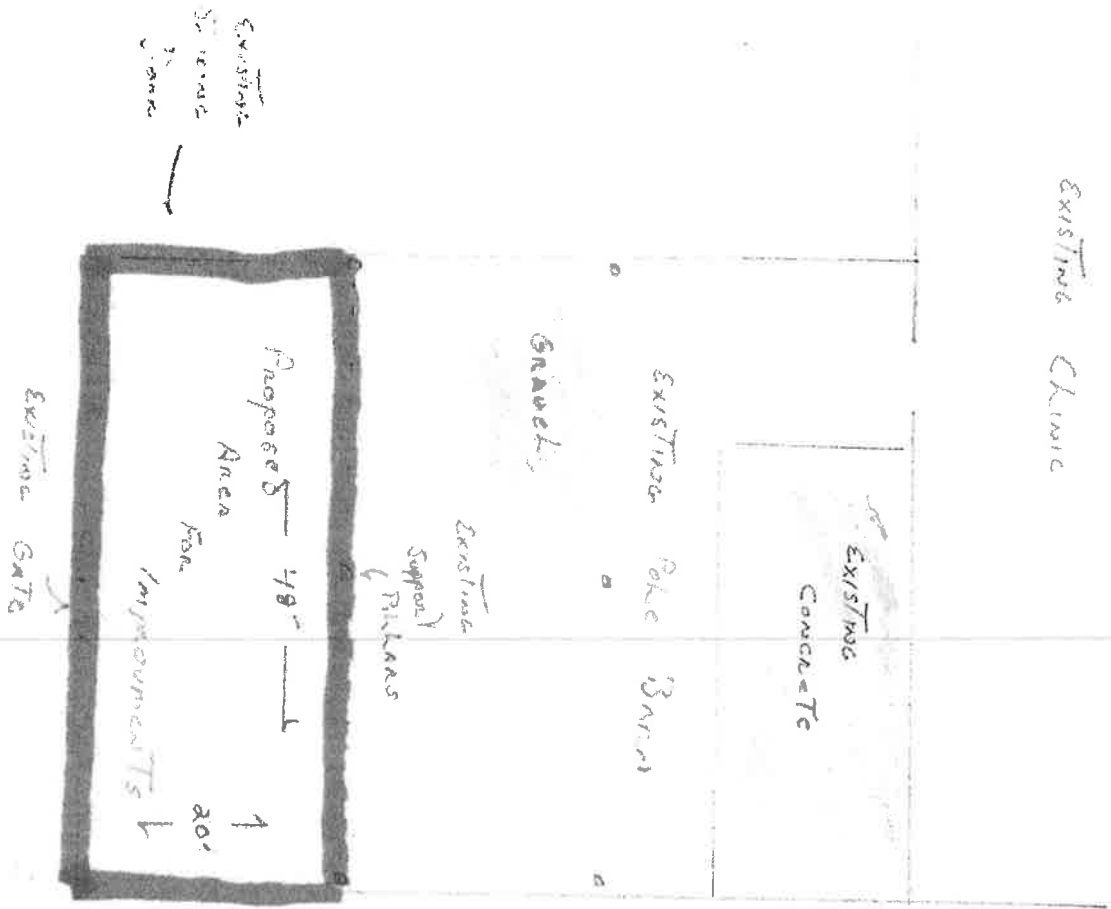 EXISTING CLINIC
EXISTING
CONCRETE
EXISTING POLE BARN
GRAVEL
EXISTING
SUPPORT
PILLARS
48'
PROPOSED
AREA
FOR
IMPROVEMENTS
20'
EXISTING GATE
EXISTING